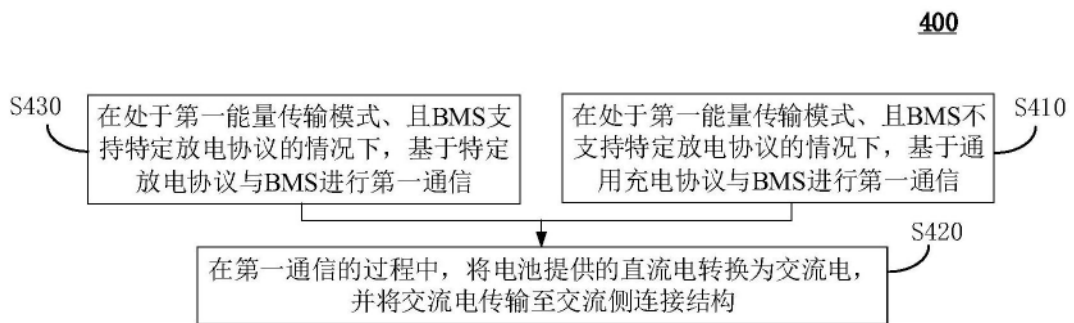 400
S430
在处于第一能量传输模式、且BMS支
持特定放电协议的情况下，基于特定
放电协议与BMS进行第一通信
S410
在处于第一能量传输模式、且BMS不
支持特定放电协议的情况下，基于通
用充电协议与BMS进行第一通信
S420
在第一通信的过程中，将电池提供的直流电转换为交流电，
并将交流电传输至交流侧连接结构